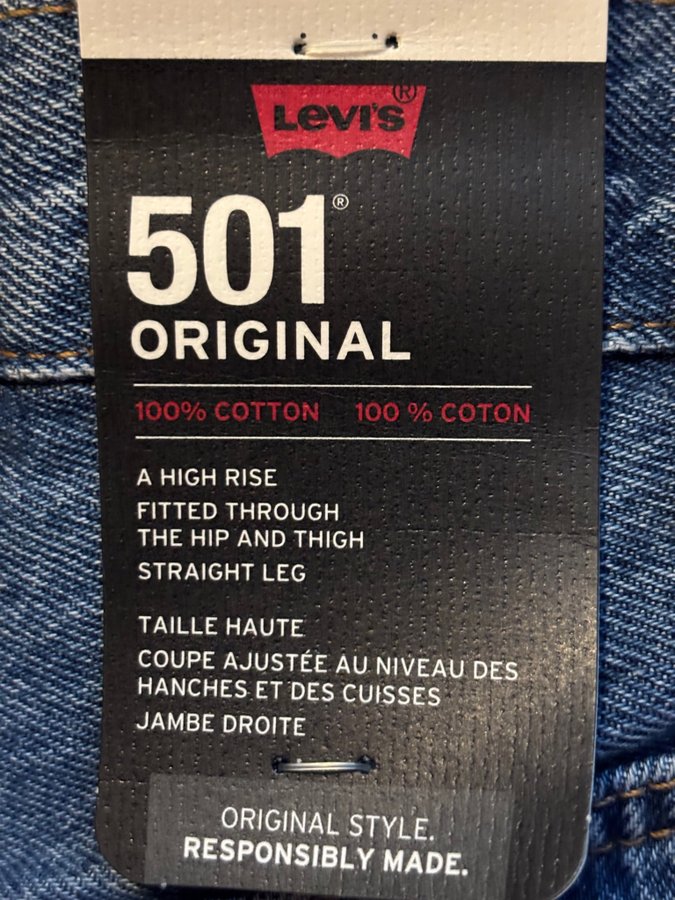 Levi's®
501®
ORIGINAL
100% COTTON 100 % COTON
A HIGH RISE
FITTED THROUGH
THE HIP AND THIGH
STRAIGHT LEG
TAILLE HAUTE
COUPE AJUSTÉE AU NIVEAU DES
HANCHES ET DES CUISSES
JAMBE DROITE
ORIGINAL STYLE.
RESPONSIBLY MADE.